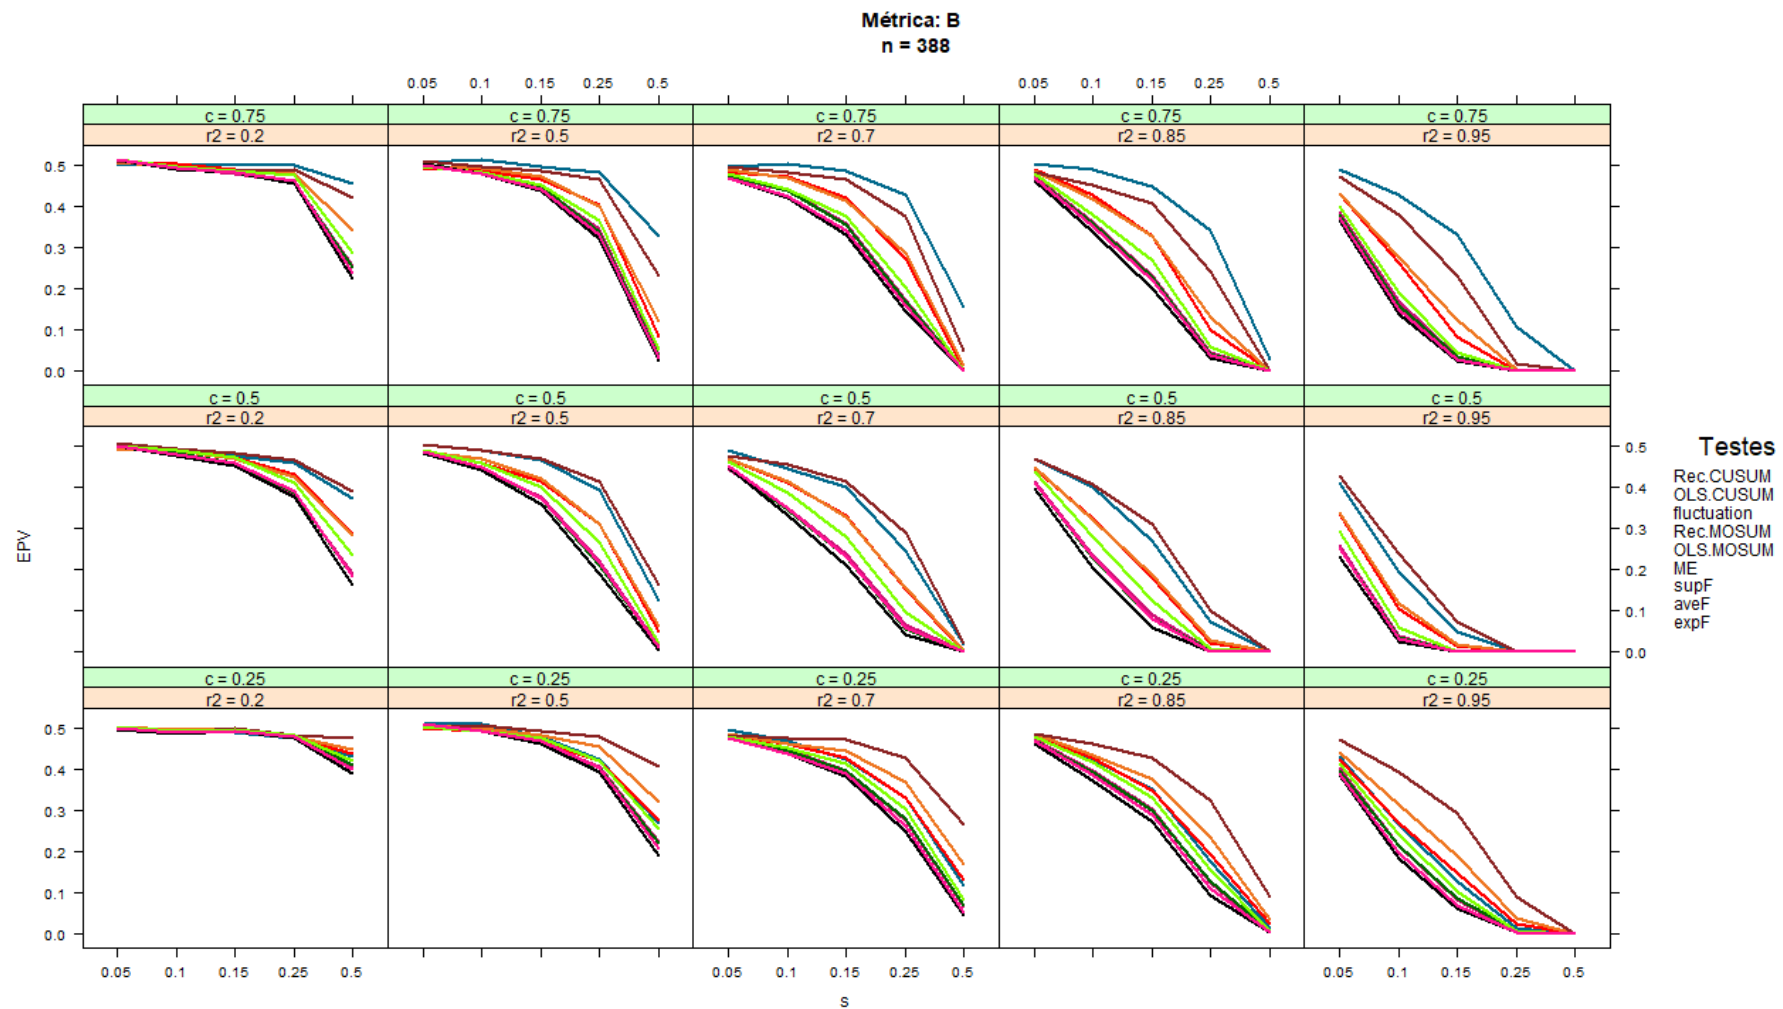 Métrica: B
n = 388
0.05 0.1 0.15 0.25 0.5 0.05 0.1 0.15 0.25 0.5
c = 0.75 c = 0.75 c = 0.75 c = 0.75 c = 0.75
r2 = 0.2 r2 = 0.5 r2 = 0.7 r2 = 0.85 r2 = 0.95
0.5
0.4
0.3
0.2
0.1
0.0
c = 0.5 c = 0.5 c = 0.5 c = 0.5 c = 0.5
r2 = 0.2 r2 = 0.5 r2 = 0.7 r2 = 0.85 r2 = 0.95
0.5
0.4
0.3
0.2
0.1
0.0
EPV
c = 0.25 c = 0.25 c = 0.25 c = 0.25 c = 0.25
r2 = 0.2 r2 = 0.5 r2 = 0.7 r2 = 0.85 r2 = 0.95
0.5
0.4
0.3
0.2
0.1
0.0
0.05 0.1 0.15 0.25 0.5 0.05 0.1 0.15 0.25 0.5 0.05 0.1 0.15 0.25 0.5
s
Testes
Rec.CUSUM
OLS.CUSUM
fluctuation
Rec.MOSUM
OLS.MOSUM
ME
supF
aveF
expF